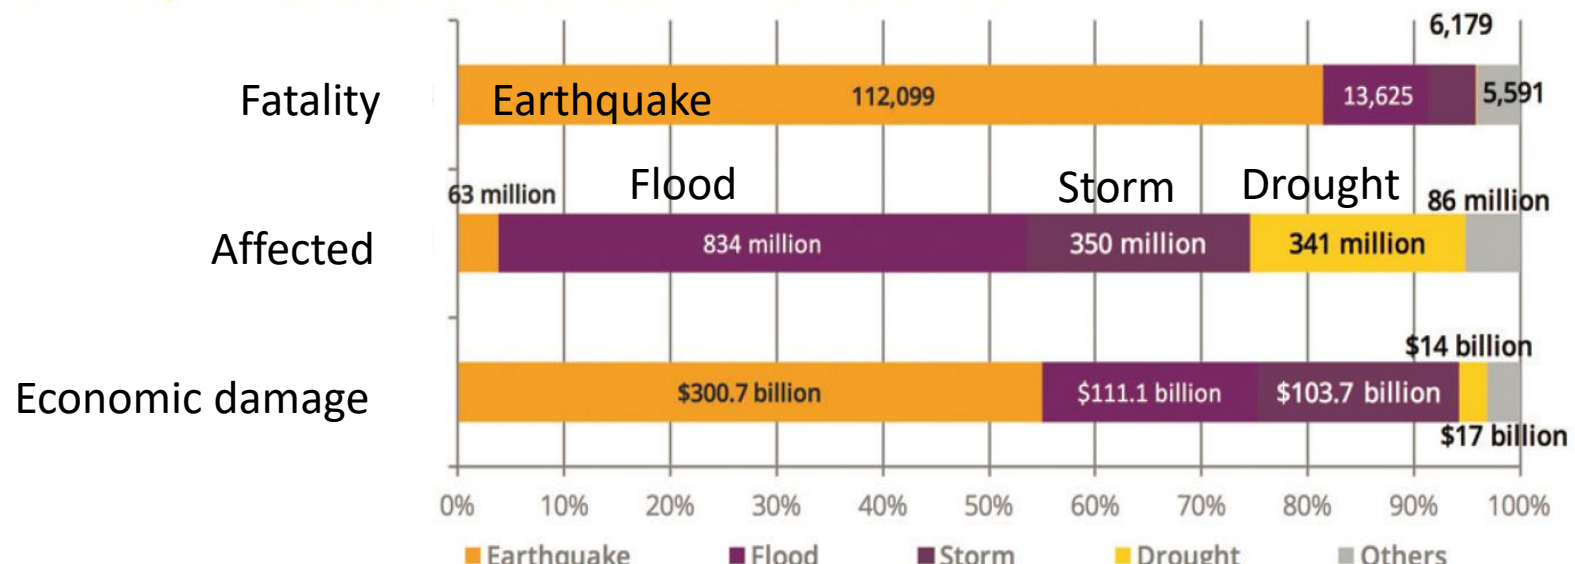 6,179
Fatality Earthquake 112,099 13,625 5,591
Flood Storm Drought
63 million 86 million
Affected 834 million 350 million 341 million
$14 billion
Economic damage $300.7 billion $111.1 billion $103.7 billion
$17 billion
0% 10% 20% 30% 40% 50% 60% 70% 80% 90% 100%
Earthquake Flood Storm Drought Others